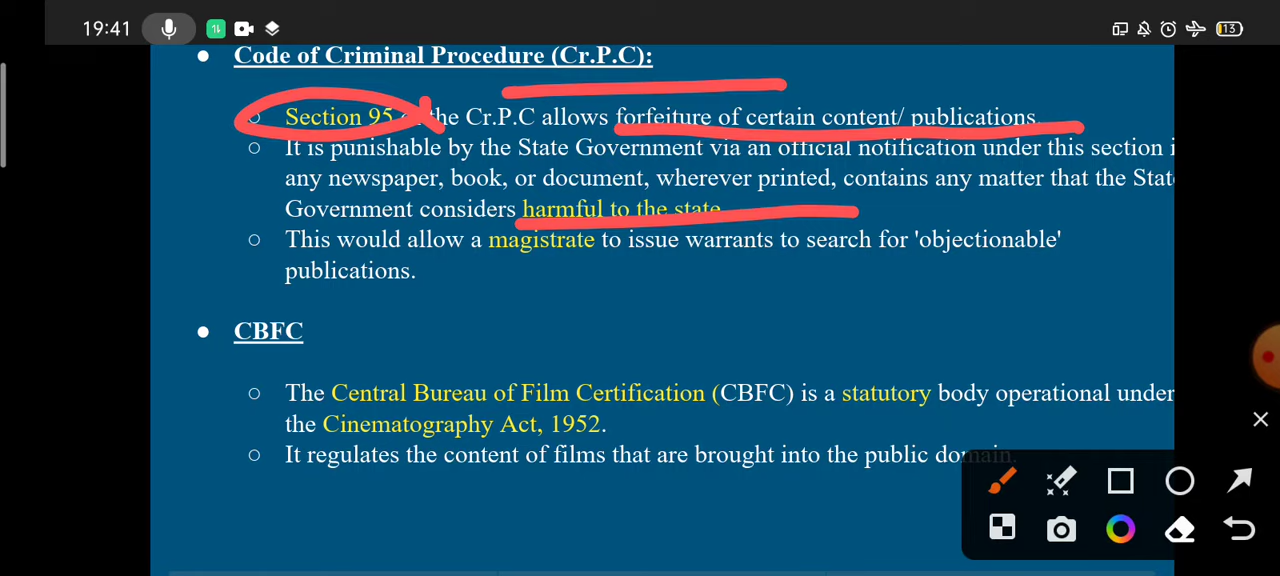 19:41
13
Code of Criminal Procedure (Cr.P.C):
Section 95 the Cr.P.C allows forfeiture of certain content/ publications.
It is punishable by the State Government via an official notification under this section i
any newspaper, book, or document, wherever printed, contains any matter that the Stat
Government considers harmful to the state.
This would allow a magistrate to issue warrants to search for 'objectionable'
publications.
CBFC
The Central Bureau of Film Certification (CBFC) is a statutory body operational under
the Cinematography Act, 1952.
It regulates the content of films that are brought into the public domain.